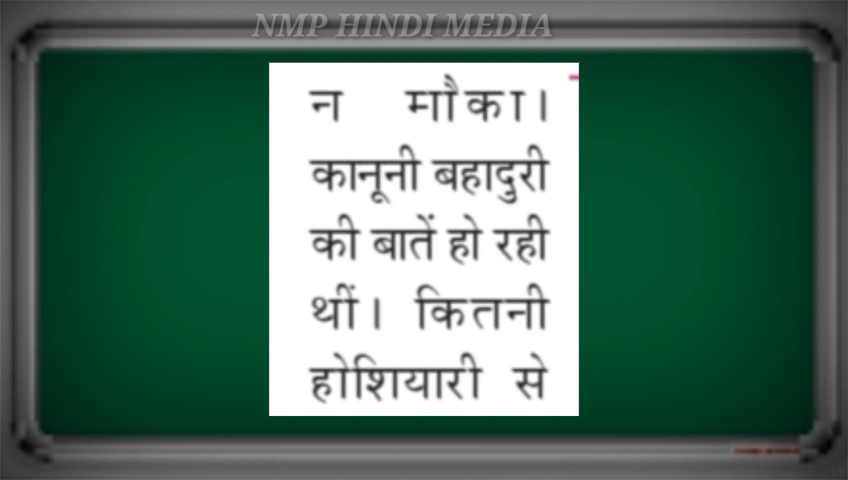 NMP HINDI MEDIA
न मौका।
कानूनी बहादुरी
की बातें हो रही
थीं। कितनी
होशियारी से